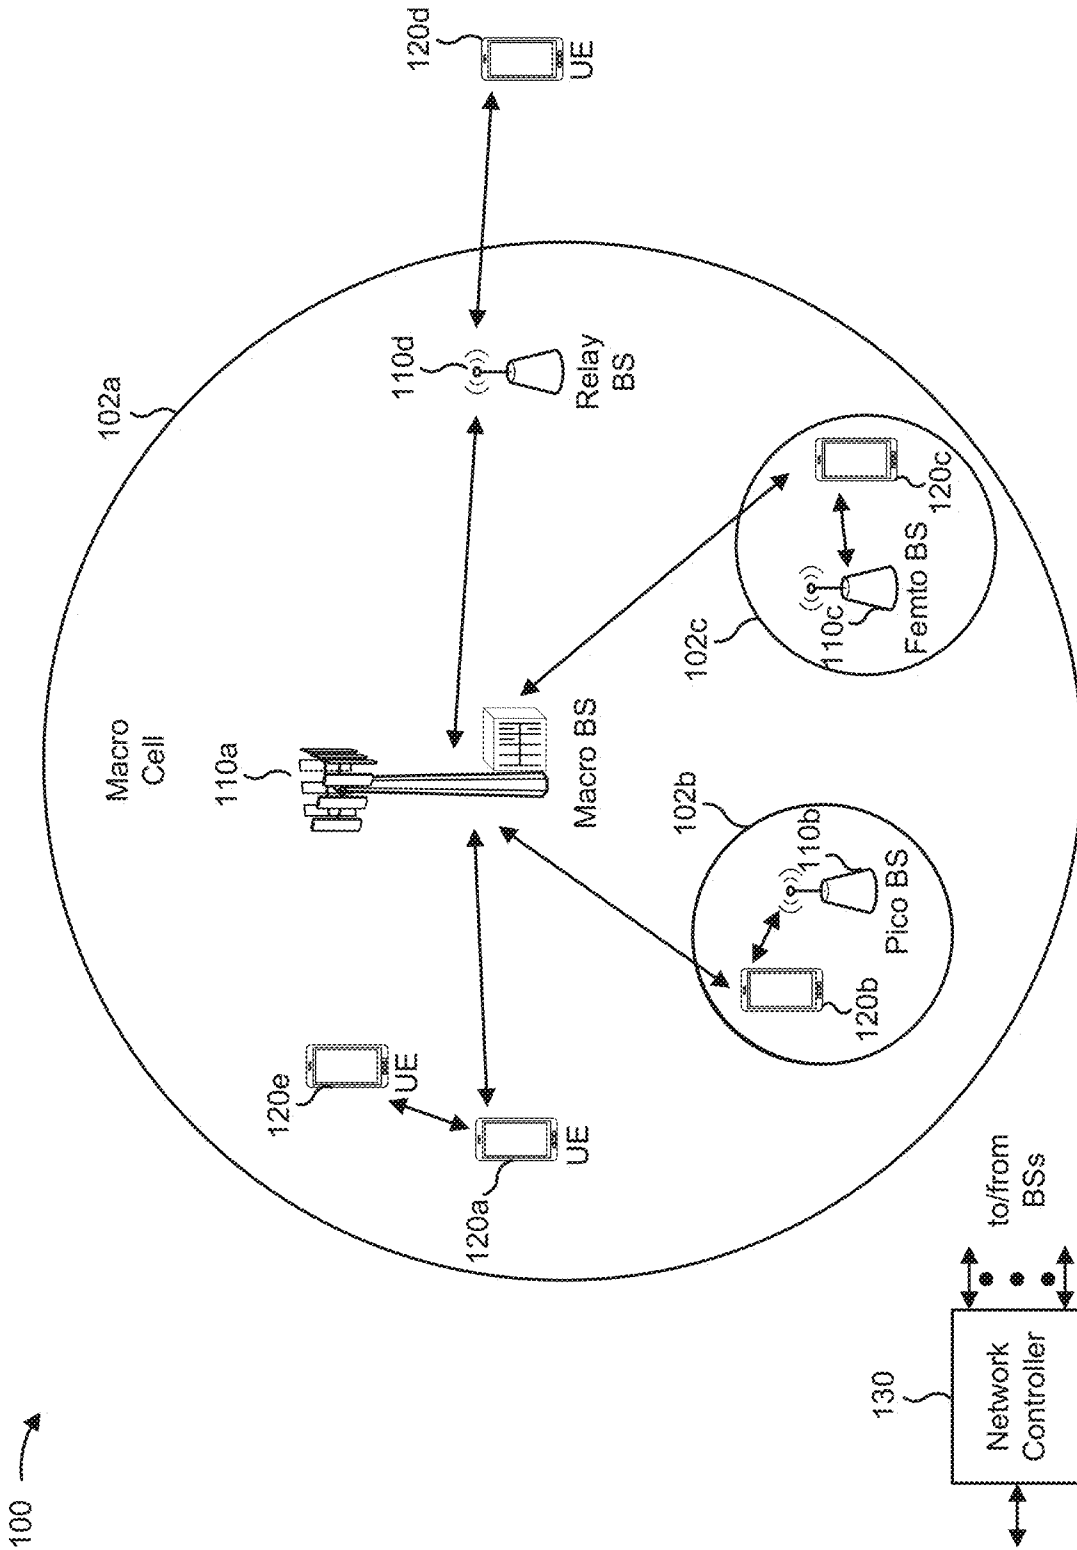 100
102a
Macro
Cell
110a
120d
UE
110d
Relay
BS
120e
UE
120a
UE
Macro BS
102b
110b
Pico BS
120b
102c
110c
Femto BS
120c
130
Network
Controller
to/from
BSs